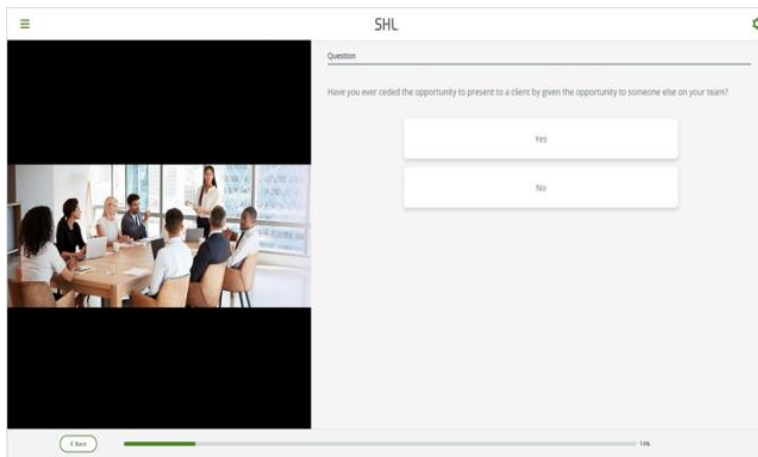 SHL
Question
Have you ever ceded the opportunity to present to a client by given the opportunity to someone else on your team?
Yes
No
< Back
14%